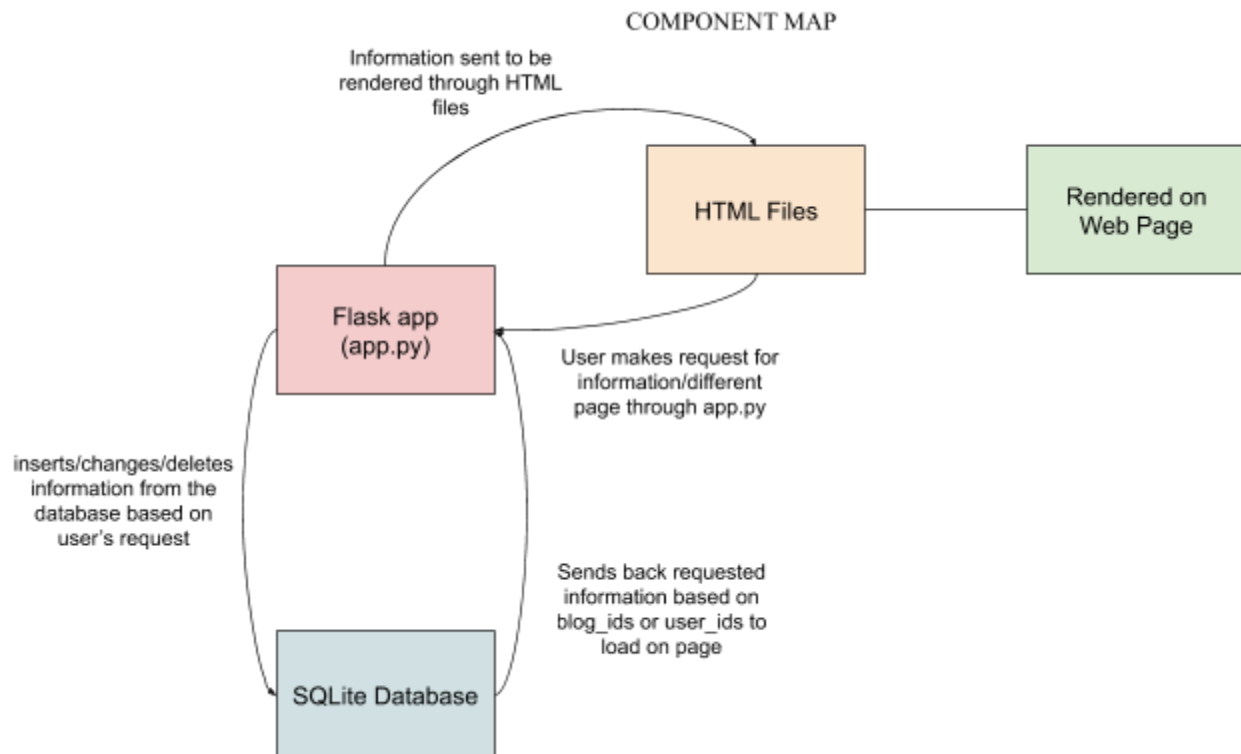 COMPONENT MAP
Information sent to be
rendered through HTML
files
HTML Files
Rendered on
Web Page
Flask app
(app.py)
User makes request for
information/different
page through app.py
inserts/changes/deletes
information from the
database based on
user's request
Sends back requested
information based on
blog_ids or user_ids to
load on page
SQLite Database